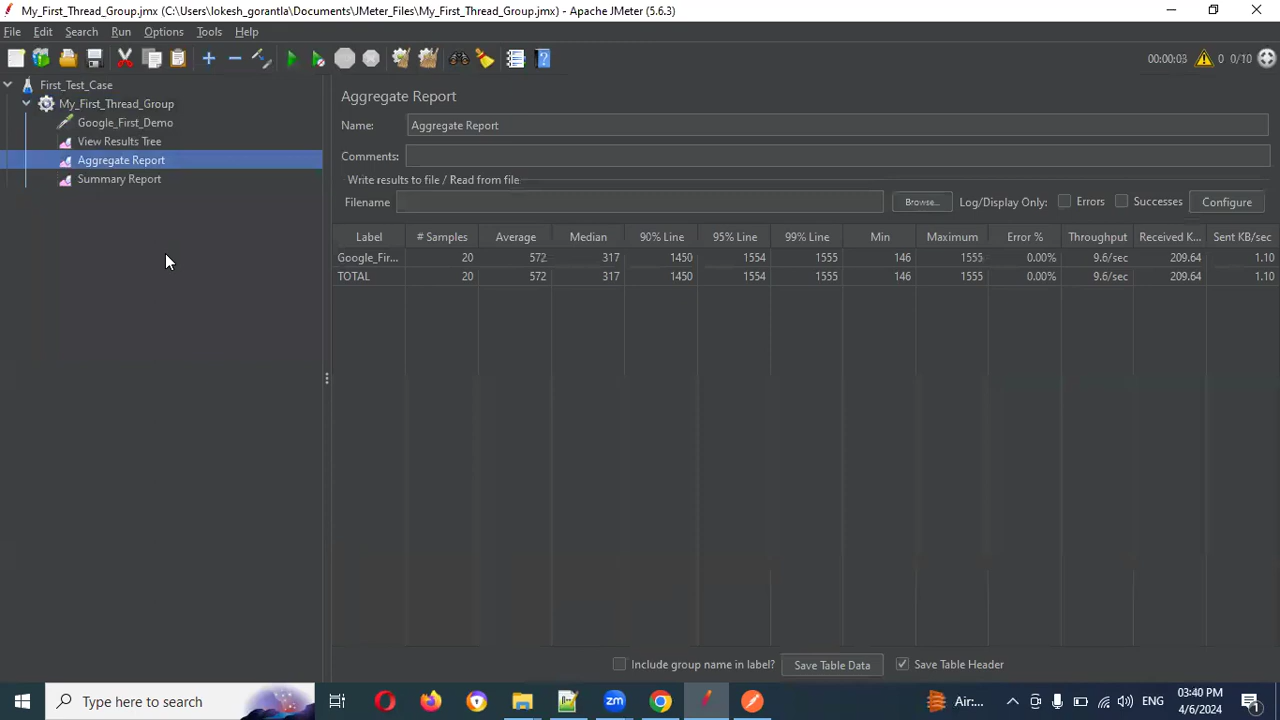 My_First_Thread_Group.jmx (C:\Users\lokesh_gorantla\Documents\JMeter_Files\My_First_Thread_Group.jmx) - Apache JMeter (5.6.3)
File Edit Search Run Options Tools Help
00:00:03 0 0/10
First_Test_Case
My_First_Thread_Group
Google_First_Demo
View Results Tree
Aggregate Report
Summary Report
Aggregate Report
Name: Aggregate Report
Comments:
Write results to file / Read from file
Filename Browse... Log/Display Only: Errors Successes Configure
Label # Samples Average Median 90% Line 95% Line 99% Line Min Maximum Error % Throughput Received K... Sent KB/sec
Google_Fir... 20 572 317 1450 1554 1555 146 1555 0.00% 9.6/sec 209.64 1.10
TOTAL 20 572 317 1450 1554 1555 146 1555 0.00% 9.6/sec 209.64 1.10
Include group name in label? Save Table Data Save Table Header
Type here to search zm Air... ENG 03:40 PM
4/6/2024 1